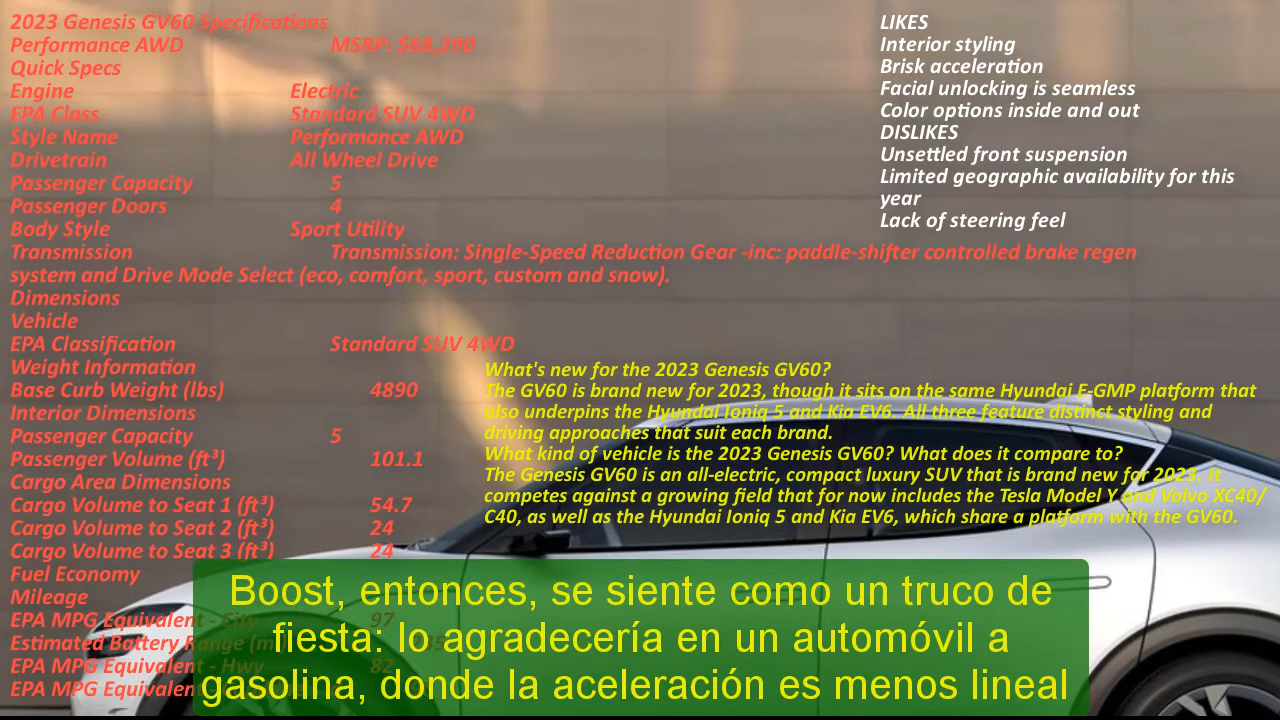 2023 Genesis GV60 Specifications
Performance AWD MSRP: $68,290
Quick Specs
Engine Electric
EPA Class Standard SUV 4WD
Style Name Performance AWD
Drivetrain All Wheel Drive
Passenger Capacity 5
Passenger Doors 4
Body Style Sport Utility
Transmission Transmission: Single-Speed Reduction Gear -inc: paddle-shifter controlled brake regen
system and Drive Mode Select (eco, comfort, sport, custom and snow).
Dimensions
Vehicle
EPA Classification Standard SUV 4WD
Weight Information
Base Curb Weight (lbs) 4890
Interior Dimensions
Passenger Capacity 5
Passenger Volume (ft³) 101.1
Cargo Area Dimensions
Cargo Volume to Seat 1 (ft³) 54.7
Cargo Volume to Seat 2 (ft³) 24
Cargo Volume to Seat 3 (ft³) 24
Fuel Economy
Mileage
EPA MPG Equivalent - City 97
Estimated Battery Range
EPA MPG Equivalent - Hwy 82
EPA MPG Equivalent
LIKES
Interior styling
Brisk acceleration
Facial unlocking is seamless
Color options inside and out
DISLIKES
Unsettled front suspension
Limited geographic availability for this
year
Lack of steering feel
What's new for the 2023 Genesis GV60?
The GV60 is brand new for 2023, though it sits on the same Hyundai E-GMP platform that
also underpins the Hyundai Ioniq 5 and Kia EV6. All three feature distinct styling and
driving approaches that suit each brand.
What kind of vehicle is the 2023 Genesis GV60? What does it compare to?
The Genesis GV60 is an all-electric, compact luxury SUV that is brand new for 2023. It
competes against a growing field that for now includes the Tesla Model Y and Volvo XC40/
C40, as well as the Hyundai Ioniq 5 and Kia EV6, which share a platform with the GV60.
Boost, entonces, se siente como un truco de
fiesta: lo agradecería en un automóvil a
gasolina, donde la aceleración es menos lineal